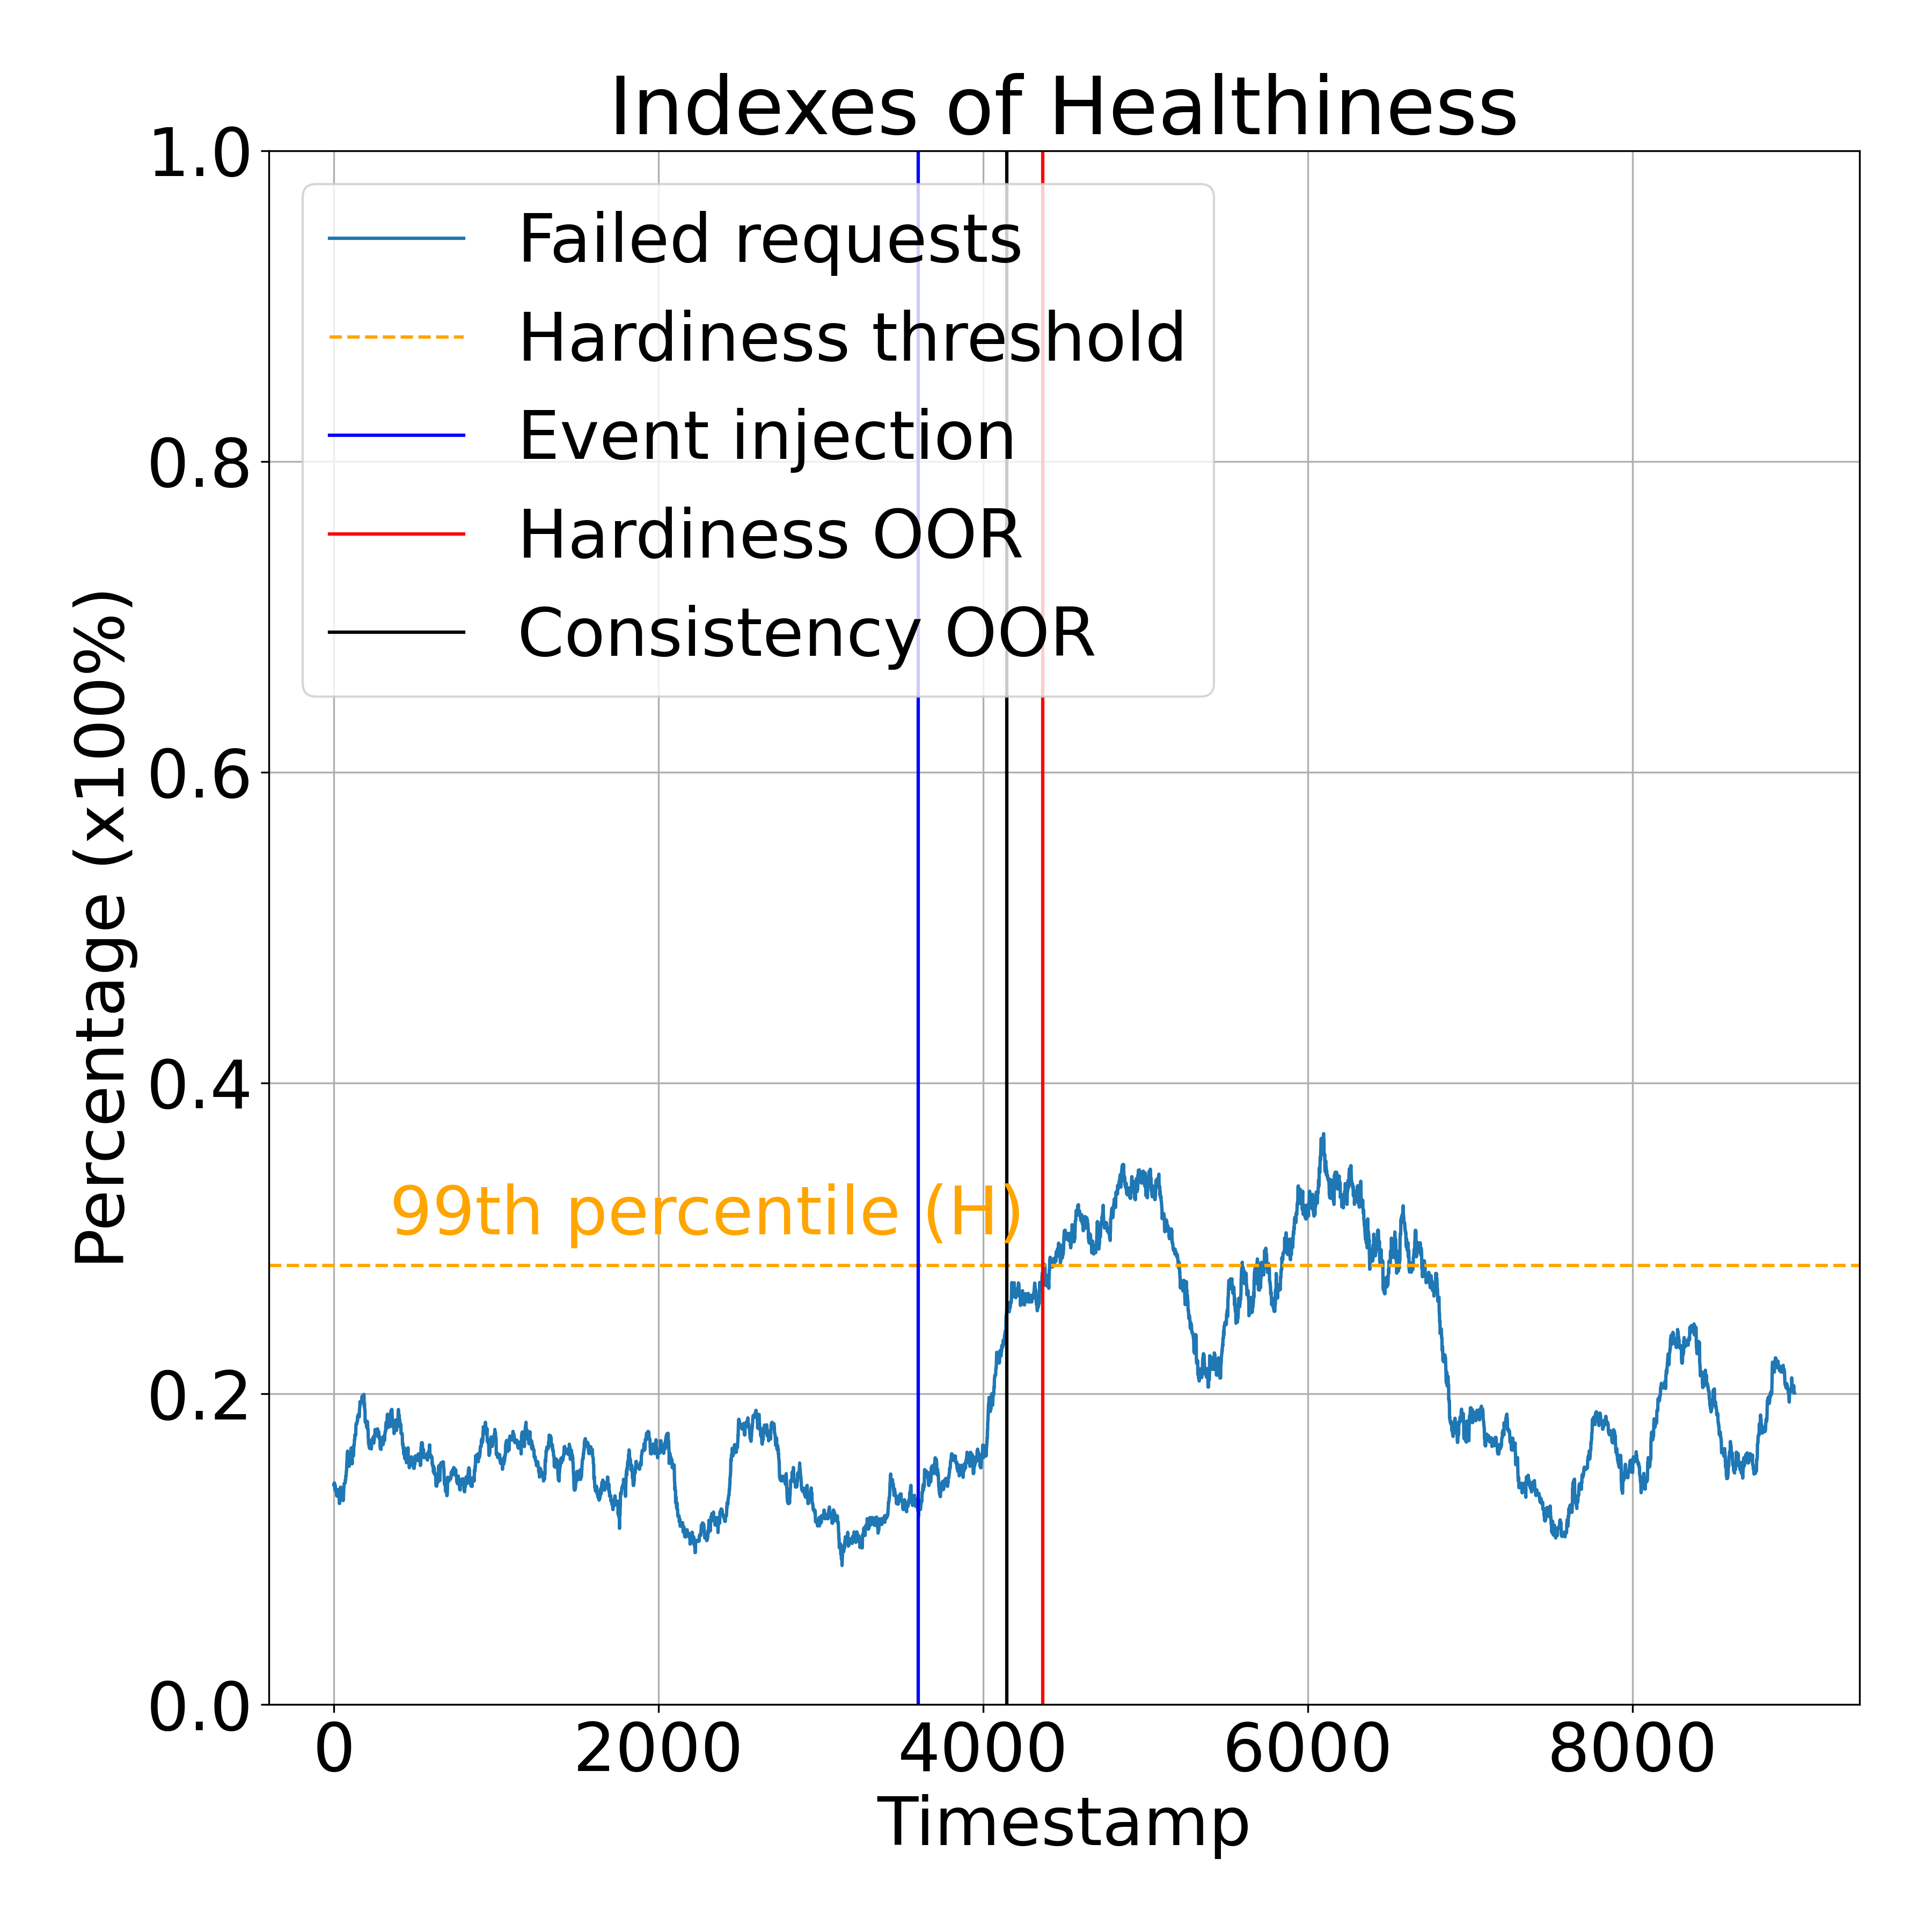 Indexes of Healthiness
1.0
0.8
0.6
0.4
0.2
0.0
Percentage (x100%)
Failed requests
Hardiness threshold
Event injection
Hardiness OOR
Consistency OOR
99th percentile (H)
0 2000 4000 6000 8000
Timestamp